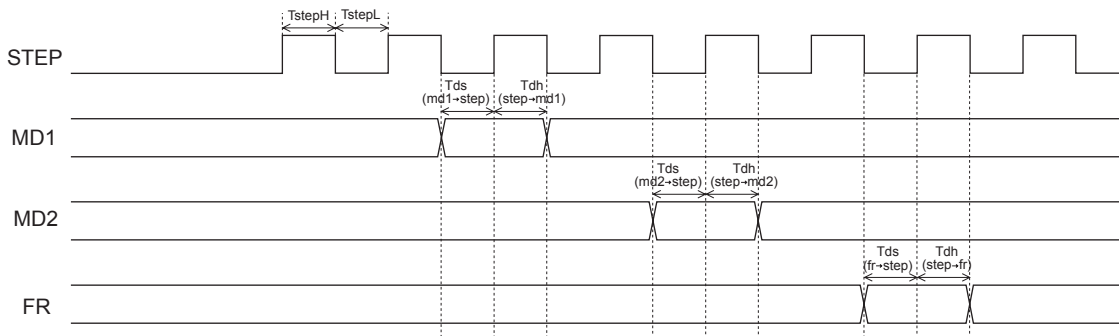 TstepH TstepL
STEP
Tds Tdh
(md1→step) (step→md1)
MD1
Tds Tdh
(md2→step) (step→md2)
MD2
Tds Tdh
(fr→step) (step→fr)
FR